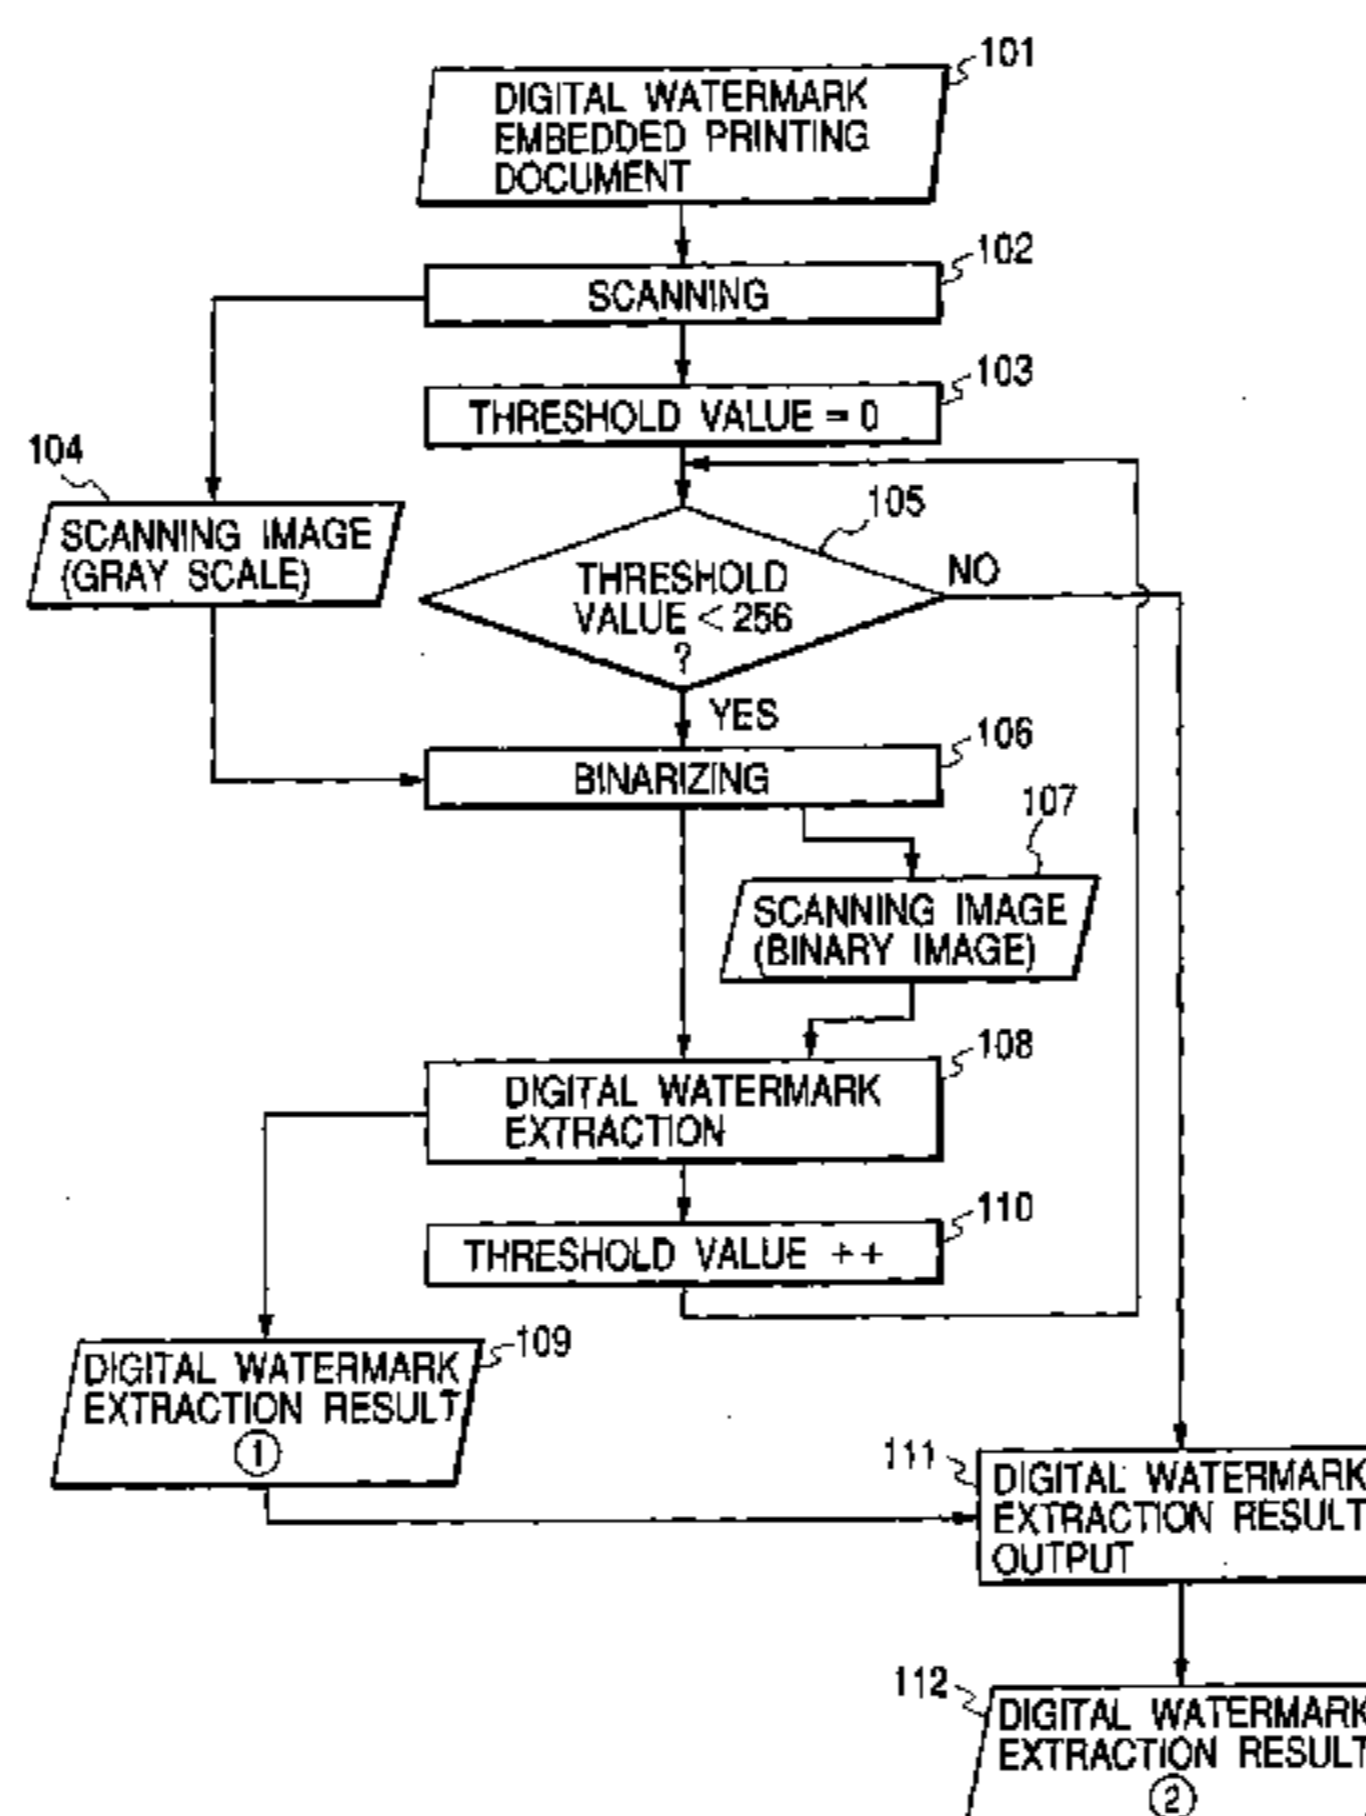 101
DIGITAL WATERMARK
EMBEDDED PRINTING
DOCUMENT
102
SCANNING
103
THRESHOLD VALUE = 0
104
SCANNING IMAGE
(GRAY SCALE)
105
THRESHOLD
VALUE < 256
?
NO
YES
106
BINARIZING
107
SCANNING IMAGE
(BINARY IMAGE)
108
DIGITAL WATERMARK
EXTRACTION
110
THRESHOLD VALUE ++
109
DIGITAL WATERMARK
EXTRACTION RESULT
①
111
DIGITAL WATERMARK
EXTRACTION RESULT
OUTPUT
112
DIGITAL WATERMARK
EXTRACTION RESULT
②